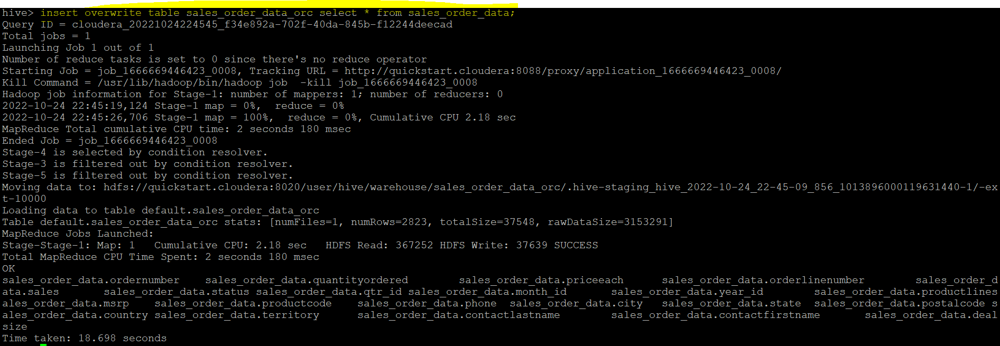 hive> insert overwrite table sales_order_data_orc select * from sales_order_data;
Query ID = cloudera_20221024224545_f34e892a-702f-40da-845b-f12244deecad
Total jobs = 1
Launching Job 1 out of 1
Number of reduce tasks is set to 0 since there's no reduce operator
Starting Job = job_1666669446423_0008, Tracking URL = http://quickstart.cloudera:8088/proxy/application_1666669446423_0008/
Kill Command = /usr/lib/hadoop/bin/hadoop job  -kill job_1666669446423_0008
Hadoop job information for Stage-1: number of mappers: 1; number of reducers: 0
2022-10-24 22:45:19,124 Stage-1 map = 0%,  reduce = 0%
2022-10-24 22:45:26,706 Stage-1 map = 100%,  reduce = 0%, Cumulative CPU 2.18 sec
MapReduce Total cumulative CPU time: 2 seconds 180 msec
Ended Job = job_1666669446423_0008
Stage-4 is selected by condition resolver.
Stage-3 is filtered out by condition resolver.
Stage-5 is filtered out by condition resolver.
Moving data to: hdfs://quickstart.cloudera:8020/user/hive/warehouse/sales_order_data_orc/.hive-staging_hive_2022-10-24_22-45-09_856_1013896000119631440-1/-ex
t-10000
Loading data to table default.sales_order_data_orc
Table default.sales_order_data_orc stats: [numFiles=1, numRows=2823, totalSize=37548, rawDataSize=3153291]
MapReduce Jobs Launched:
Stage-Stage-1: Map: 1   Cumulative CPU: 2.18 sec   HDFS Read: 367252 HDFS Write: 37639 SUCCESS
Total MapReduce CPU Time Spent: 2 seconds 180 msec
OK
sales_order_data.ordernumber    sales_order_data.quantityordered        sales_order_data.priceeach      sales_order_data.orderlinenumber        sales_order_d
ata.sales       sales_order_data.status sales_order_data.qtr_id sales_order_data.month_id       sales_order_data.year_id        sales_order_data.productlines
ales_order_data.msrp    sales_order_data.productcode    sales_order_data.phone  sales_order_data.city   sales_order_data.state  sales_order_data.postalcode s
ales_order_data.country sales_order_data.territory      sales_order_data.contactlastname        sales_order_data.contactfirstname       sales_order_data.deal
size
Time taken: 18.698 seconds